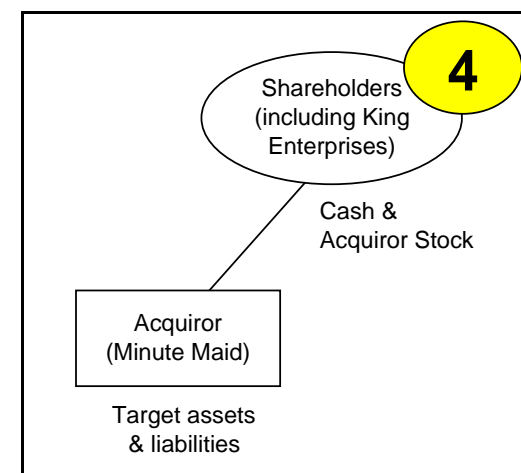 4
Shareholders
(including King
Enterprises)
Cash &
Acquiror Stock
Acquiror
(Minute Maid)
Target assets
& liabilities